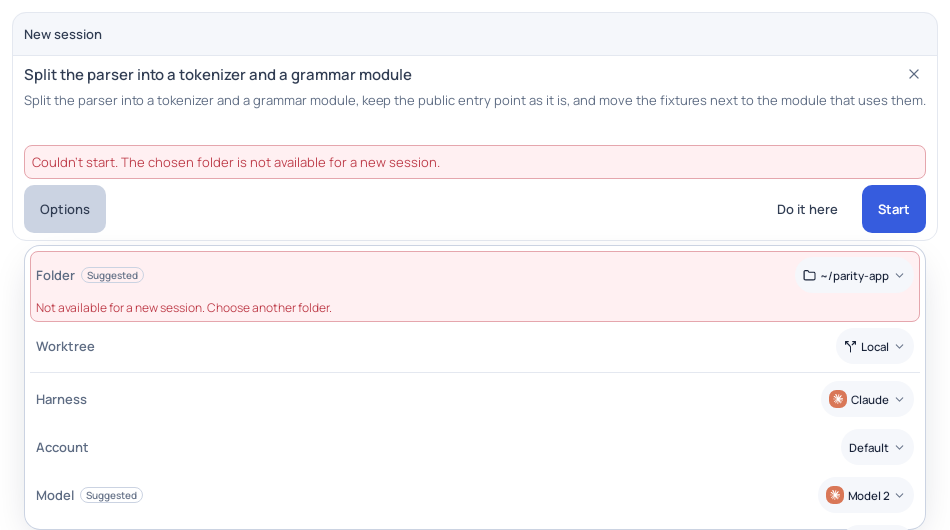 New session
Split the parser into a tokenizer and a grammar module
Split the parser into a tokenizer and a grammar module, keep the public entry point as it is, and move the fixtures next to the module that uses them.
Couldn't start. The chosen folder is not available for a new session.
Options
Do it here
Start
Folder Suggested ~/parity-app
Not available for a new session. Choose another folder.
Worktree Local
Harness Claude
Account Default
Model Suggested Model 2